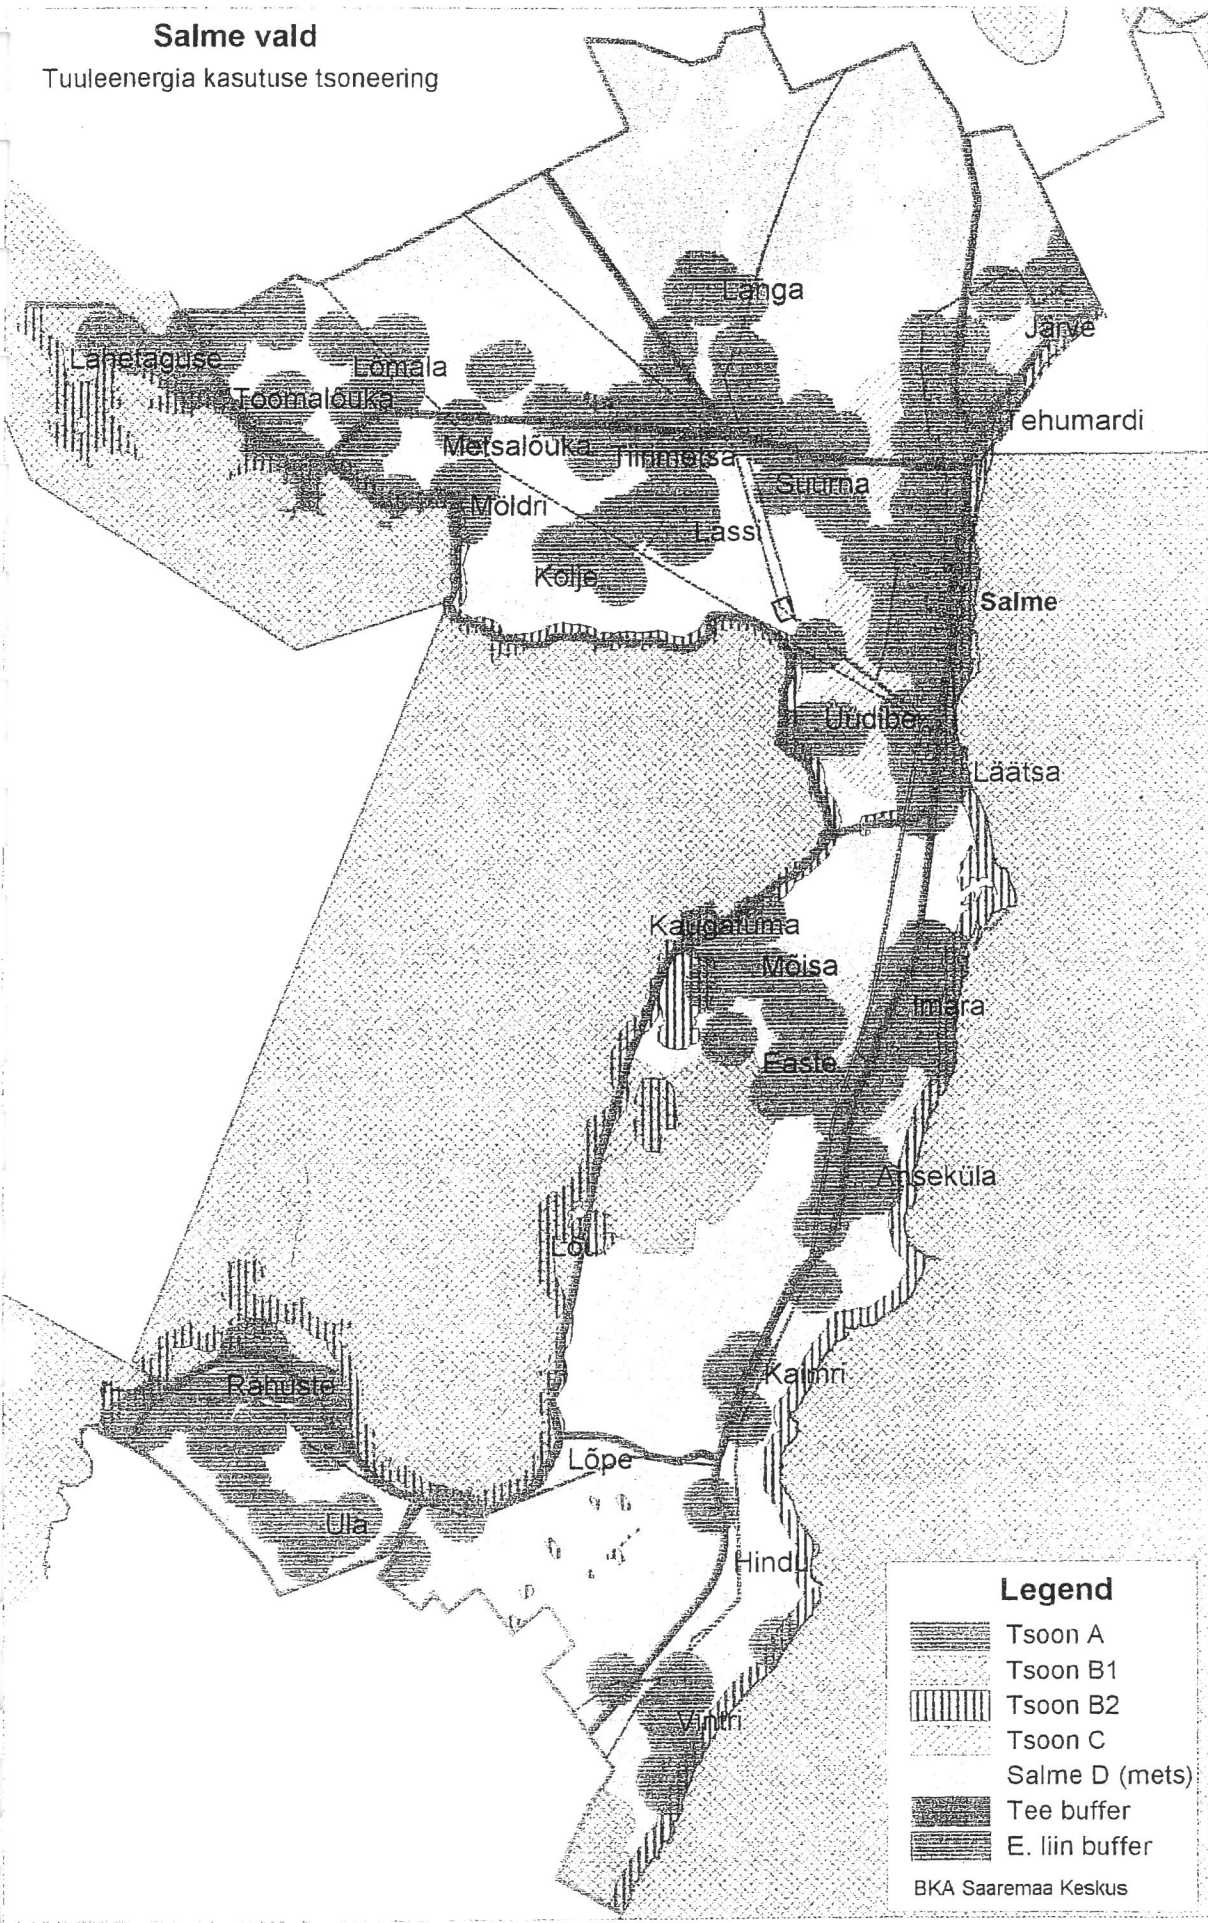 Salme vald
Tuuleenergia kasutuse tsoneering
Langa
Järve
Lahetaguse
Lõmala
Toomalõuka
Tehumardi
Metsalõuka
Tiirimetsa
Suurna
Möldri
Lassi
Kolje
Salme
Üüdibe
Läätsa
Kaugatuma
Mõisa
Imara
Easte
Anseküla
Lõu
Kaimri
Rahuste
Lõpe
Ula
Hindu
Vintri
Legend
Tsoon A
Tsoon B1
Tsoon B2
Tsoon C
Salme D (mets)
Tee buffer
E. liin buffer
BKA Saaremaa Keskus